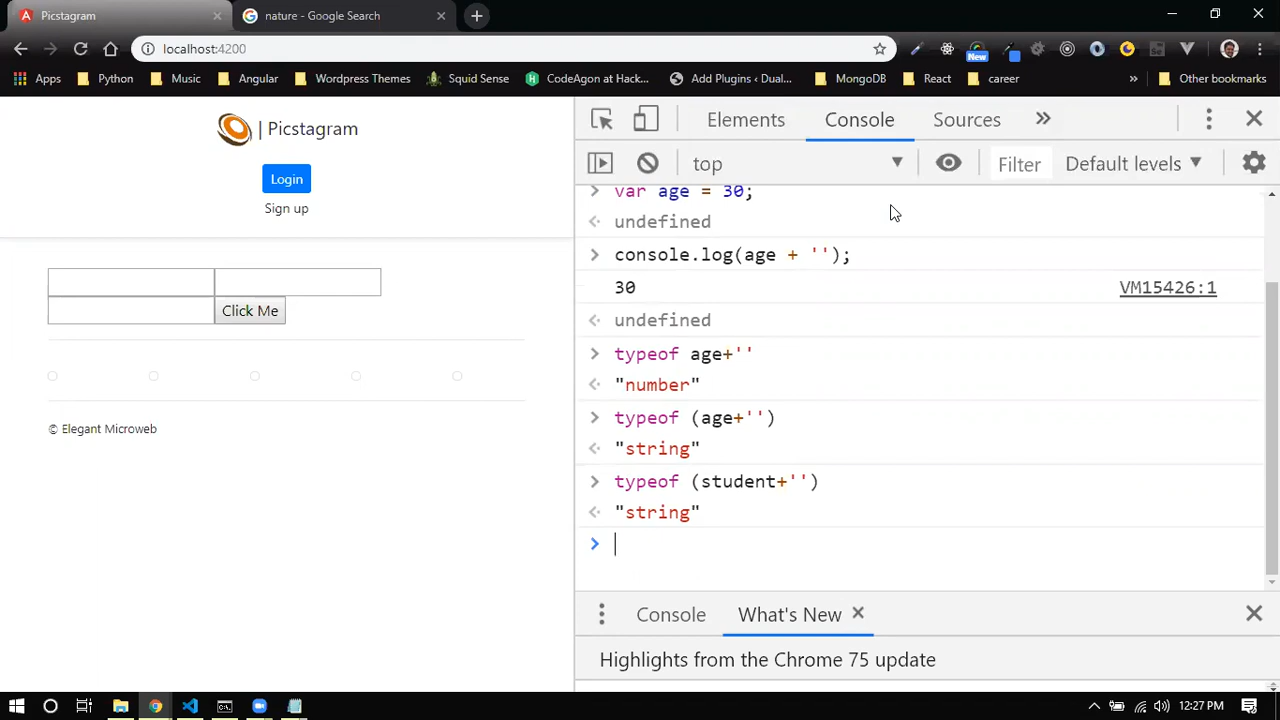 Picstagram
nature - Google Search
localhost:4200
New
Apps
Python
Music
Angular
Wordpress Themes
Squid Sense
CodeAgon at Hack...
Add Plugins ‹ Dual...
MongoDB
React
career
»
Other bookmarks
| Picstagram
Login
Sign up
Click Me
© Elegant Microweb
Elements
Console
Sources
»
top
Filter
Default levels
> var age = 30;
undefined
> console.log(age + '');
30
VM15426:1
undefined
> typeof age+''
"number"
> typeof (age+'')
"string"
> typeof (student+'')
"string"
>
Console
What's New
Highlights from the Chrome 75 update
12:27 PM